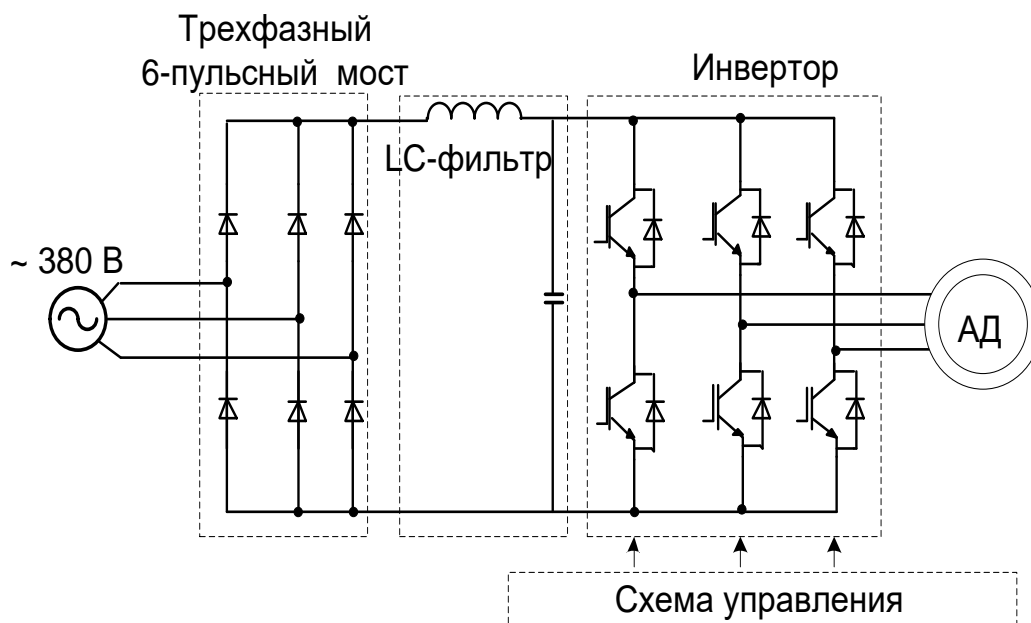 Трехфазный
6-пульсный мост
Инвертор
LC-фильтр
~ 380 В
АД
Схема управления